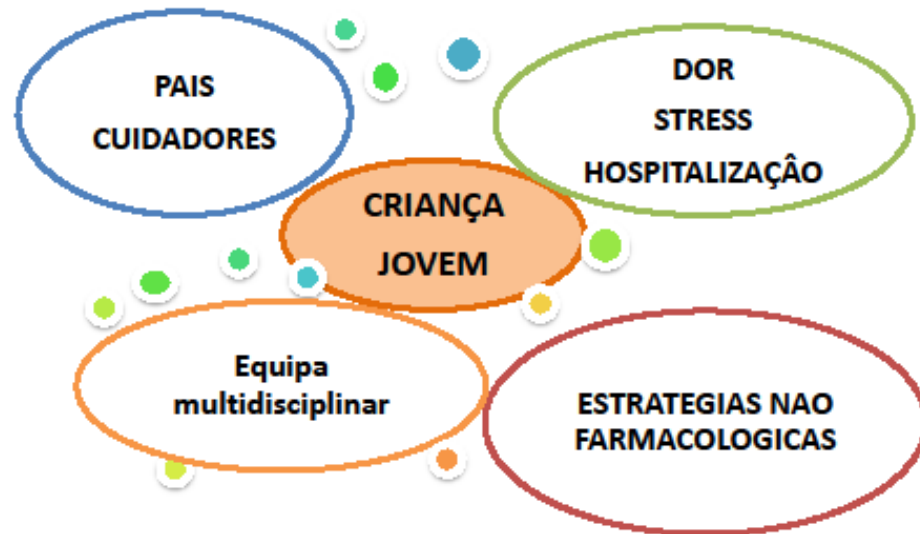 PAIS
CUIDADORES
DOR
STRESS
HOSPITALIZAÇÂO
CRIANÇA
JOVEM
Equipa
multidisciplinar
ESTRATEGIAS NAO
FARMACOLOGICAS